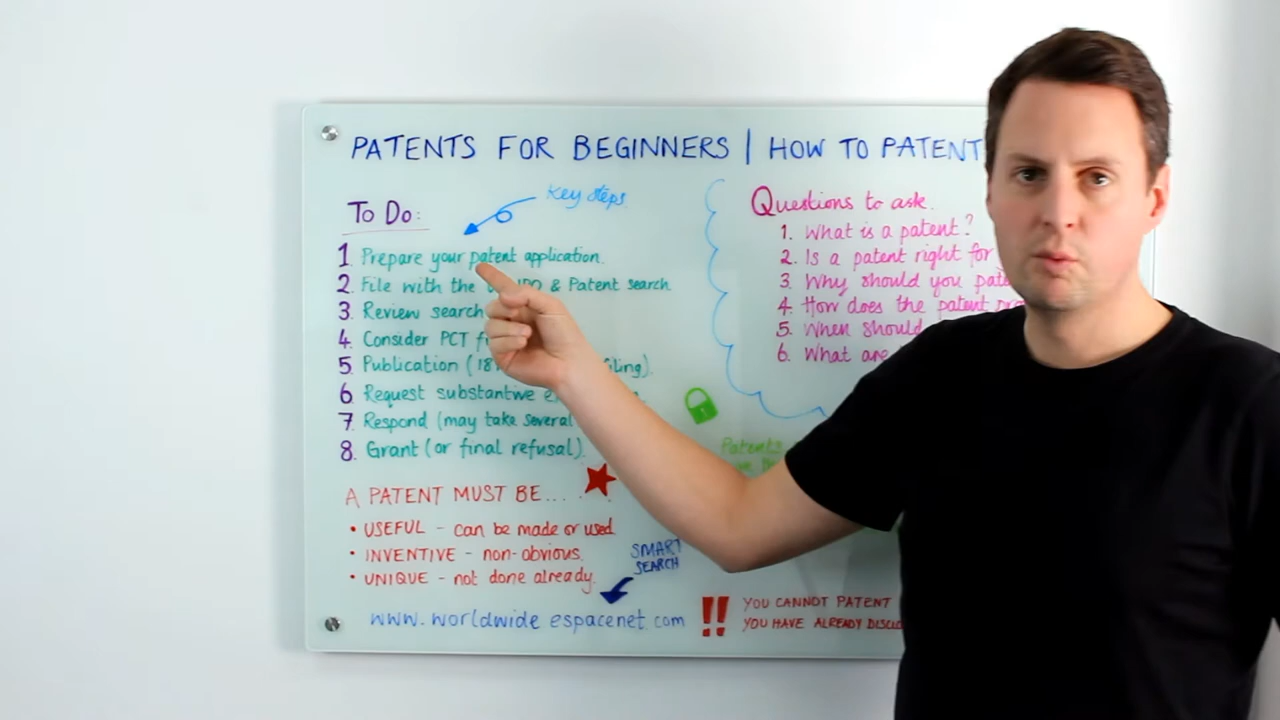 PATENTS FOR BEGINNERS | HOW TO PATENT
Key steps
To Do:
1. Prepare your patent application.
2. File with the & Patent search
3. Review search
4. Consider PCT
5. Publication (18
6. Request substantive
7. Respond (may take several
8. Grant (or final refusal).
A PATENT MUST BE....
• USEFUL - can be made or used
• INVENTIVE - non-obvious.
• UNIQUE - not done already.
SMART
SEARCH
www.worldwide espacenet.com
Questions to ask.
1. What is a patent?
2. Is a patent right for
3. Why should you
4. How does the patent
5. When should
6. What are
Patents
!! YOU CANNOT PATENT
YOU HAVE ALREADY